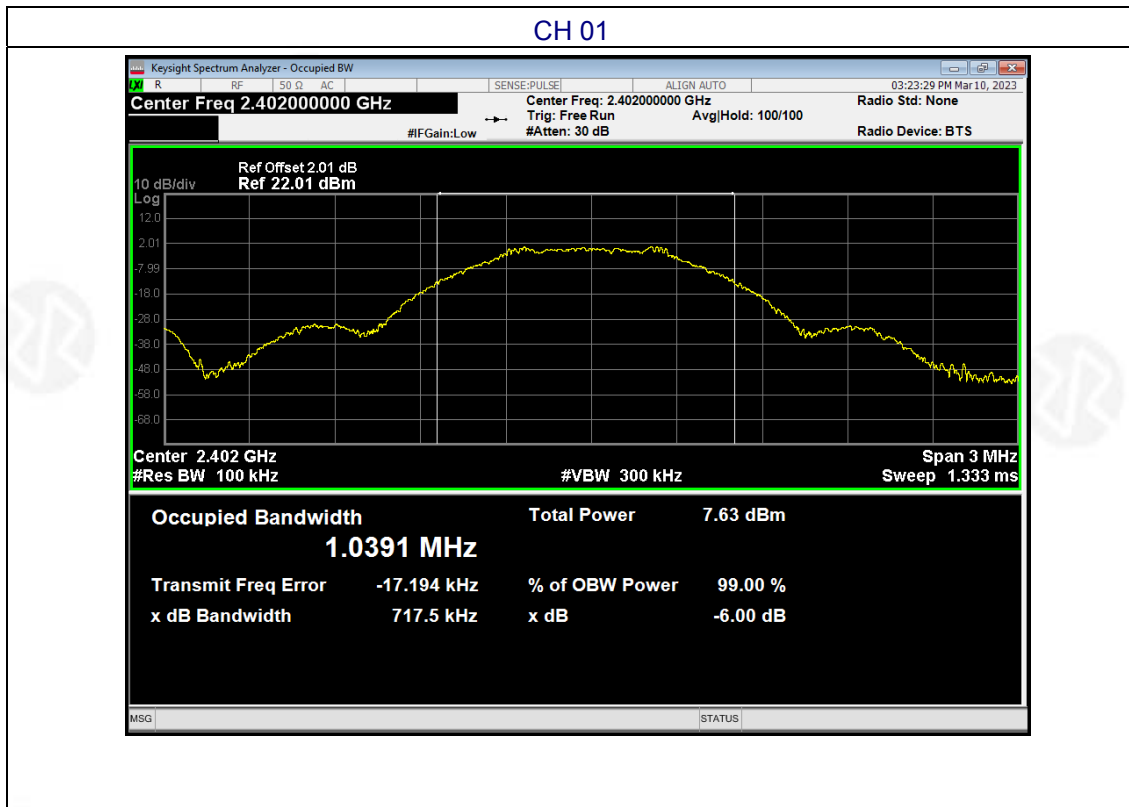 CH 01
Keysight Spectrum Analyzer - Occupied BW
LXI R RF 50 Ω AC SENSE:PULSE ALIGN AUTO 03:23:29 PM Mar 10, 2023
Center Freq 2.402000000 GHz Center Freq: 2.402000000 GHz Radio Std: None
Trig: Free Run Avg|Hold: 100/100
#IFGain:Low #Atten: 30 dB Radio Device: BTS
Ref Offset 2.01 dB
10 dB/div Ref 22.01 dBm
Log
12.0
2.01
-7.99
-18.0
-28.0
-38.0
-48.0
-58.0
-68.0
Center 2.402 GHz Span 3 MHz
#Res BW 100 kHz #VBW 300 kHz Sweep 1.333 ms
Occupied Bandwidth Total Power 7.63 dBm
1.0391 MHz
Transmit Freq Error -17.194 kHz % of OBW Power 99.00 %
x dB Bandwidth 717.5 kHz x dB -6.00 dB
MSG STATUS